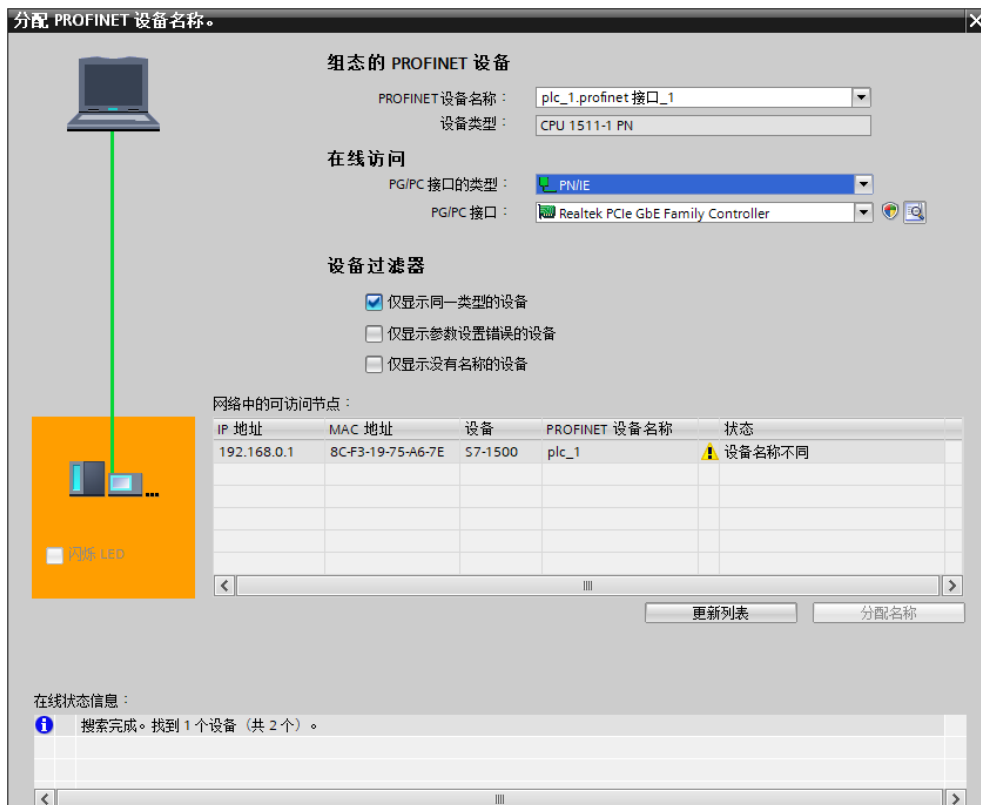 分配 PROFINET 设备名称。
组态的 PROFINET 设备
PROFINET设备名称：
plc_1.profinet 接口_1
设备类型：
CPU 1511-1 PN
在线访问
PG/PC 接口的类型：
PN/IE
PG/PC 接口：
Realtek PCIe GbE Family Controller
设备过滤器
仅显示同一类型的设备
仅显示参数设置错误的设备
仅显示没有名称的设备
网络中的可访问节点：
IP 地址 MAC 地址 设备 PROFINET 设备名称 状态
192.168.0.1 8C-F3-19-75-A6-7E S7-1500 plc_1 设备名称不同
闪烁 LED
更新列表 分配名称
在线状态信息：
搜索完成。找到 1 个设备（共 2 个）。